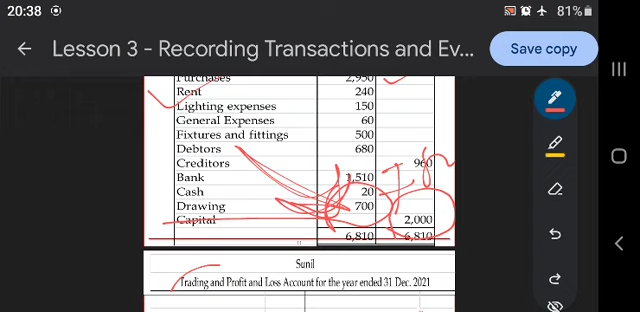 20:38
81%
Lesson 3 - Recording Transactions and Ev...
Save copy
Purchases 2,950
Rent 240
Lighting expenses 150
General Expenses 60
Fixtures and fittings 500
Debtors 680
Creditors 960
Bank 1,510
Cash 20
Drawing 700
Capital 2,000
6,810 6,810
Sunil
Trading and Profit and Loss Account for the year ended 31 Dec. 2021